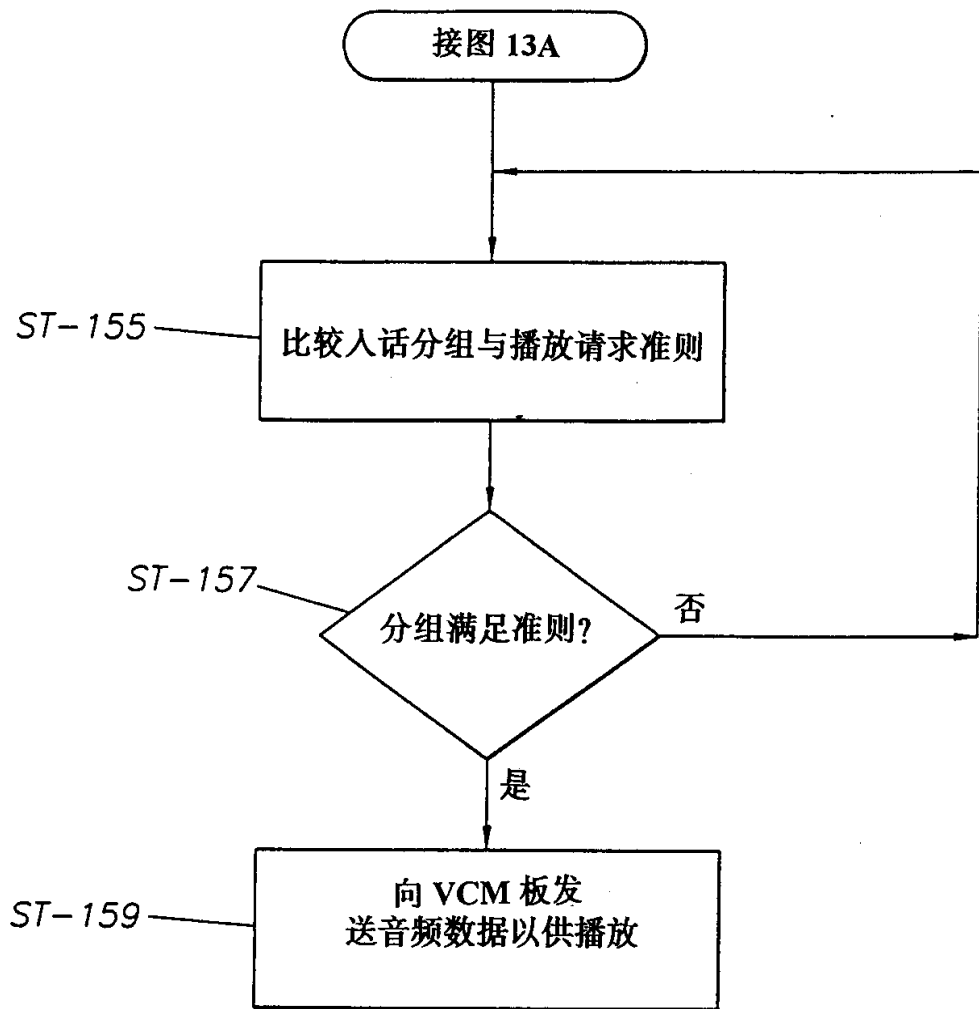 接图 13A
ST-155
比较人话分组与播放请求准则
ST-157
分组满足准则?
否
是
ST-159
向 VCM 板发
送音频数据以供播放